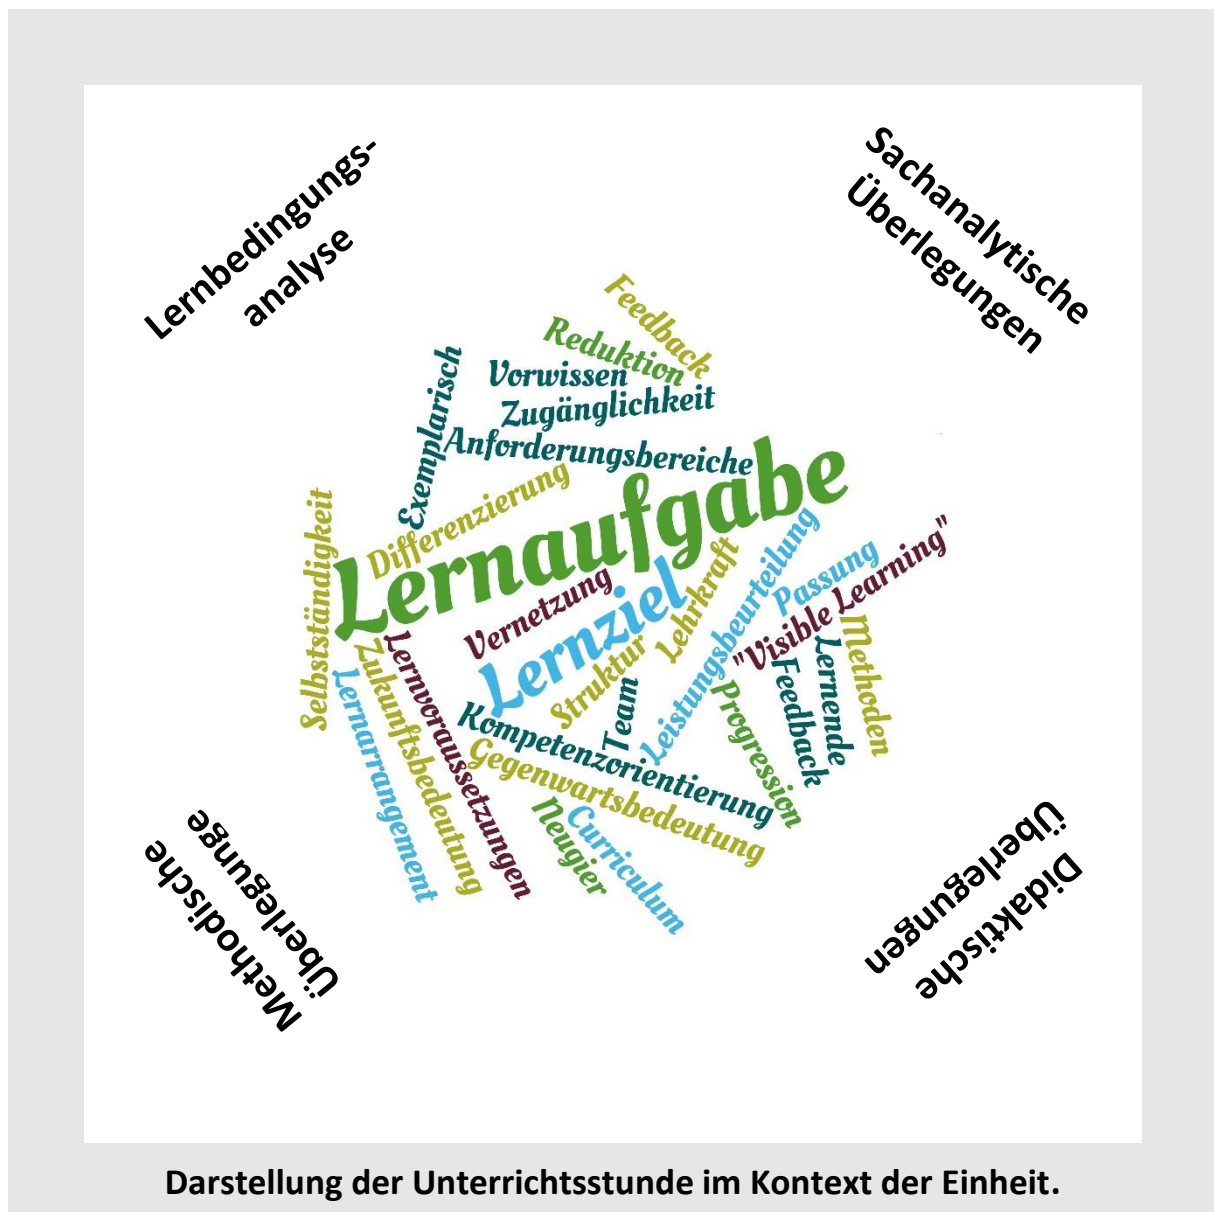 Lernbedingungs-
analyse
Sachanalytische
Überlegungen
Feedback
Reduktion
Vorwissen
Zugänglichkeit
Exemplarisch
Anforderungsbereiche
Differenzierung
Lernaufgabe
Selbstständigkeit
Vernetzung
Lernziel
Lehrkraft
Leistungsbeurteilung
Passung
"Visible Learning"
Methoden
Lernende
Feedback
Progression
Struktur
Team
Kompetenzorientierung
Gegenwartsbedeutung
Lernvoraussetzungen
Zukunftsbedeutung
Lernarrangement
Neugier
Curriculum
Methodische
Überlegunge
Didaktische
Überlegungen
Darstellung der Unterrichtsstunde im Kontext der Einheit.